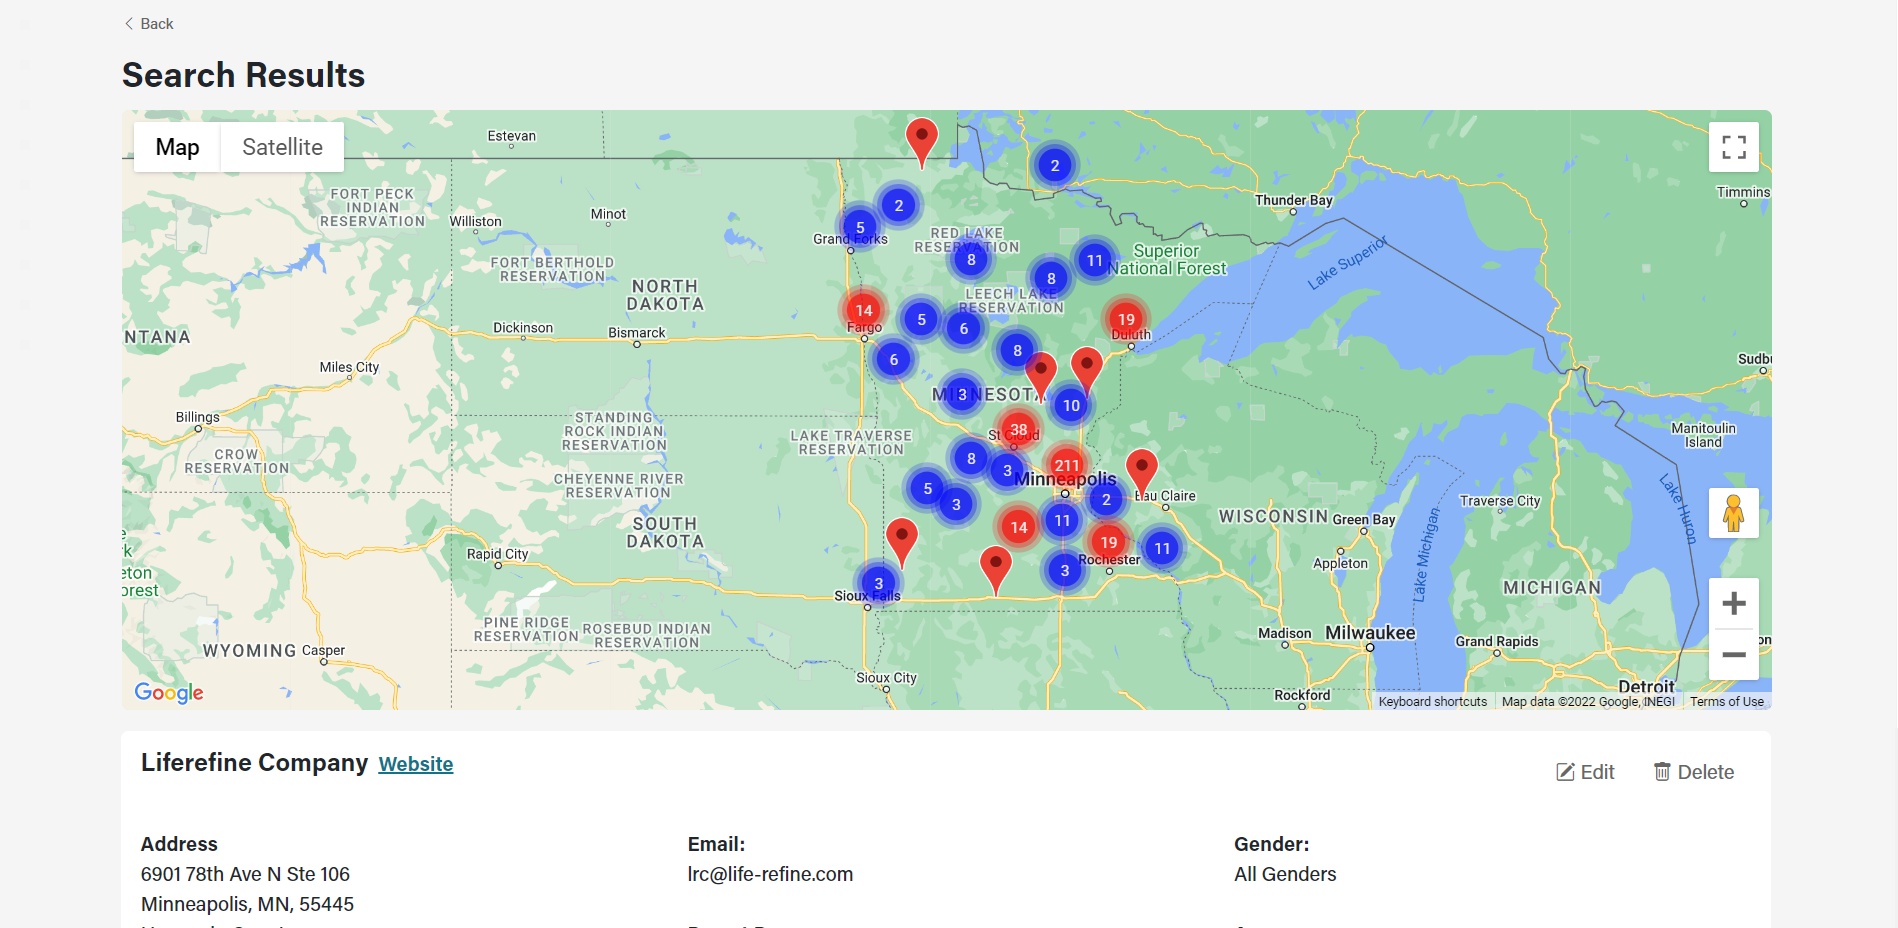 Back
Search Results
Map
Satellite
Estevan
2
Thunder Bay
Timmins
FORT PECK
INDIAN
RESERVATION
Williston
Minot
2
5
Grand Forks
RED LAKE
RESERVATION
8
11
8
Superior
National Forest
Lake Superior
FORT BERTHOLD
RESERVATION
NORTH
DAKOTA
LEECH LAKE
RESERVATION
14
Fargo
5
6
19
Duluth
NTANA
Dickinson
Bismarck
6
8
Miles City
MINNESOTA
3
10
Billings
STANDING
ROCK INDIAN
RESERVATION
LAKE TRAVERSE
RESERVATION
38
St Cloud
Manitoulin
Island
CROW
RESERVATION
8
3
211
Minneapolis
CHEYENNE RIVER
RESERVATION
5
3
2
Eau Claire
Traverse City
Lake Huron
SOUTH
DAKOTA
14
11
WISCONSIN
Green Bay
Lake Michigan
Rapid City
19
Rochester
11
Appleton
eton
orest
3
Sioux Falls
3
MICHIGAN
PINE RIDGE
RESERVATION
ROSEBUD INDIAN
RESERVATION
WYOMING
Casper
Madison
Milwaukee
Grand Rapids
Sioux City
Rockford
Detroit
Google
Keyboard shortcuts
Map data ©2022 Google, INEGI
Terms of Use
Liferefine Company Website
Edit
Delete
Address
6901 78th Ave N Ste 106
Minneapolis, MN, 55445
Email:
lrc@life-refine.com
Gender:
All Genders